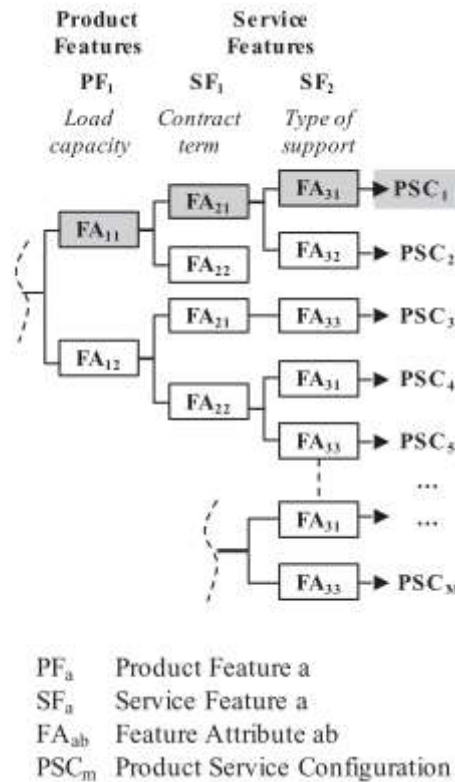 Product Features
Service Features
PF₁ SF₁ SF₂
Load capacity
Contract term
Type of support
FA₁₁ FA₂₁ FA₃₁ PSC₁
FA₂₂ FA₃₂ PSC₂
FA₂₁ FA₃₃ PSC₃
FA₁₂ FA₂₂ FA₃₁ PSC₄
FA₃₃ PSC₅
...
FA₃₁ ...
FA₃₃
PFₐ Product Feature a
SFₐ Service Feature a
FAₐb Feature Attribute ab
PSCₘ Product Service Configuration